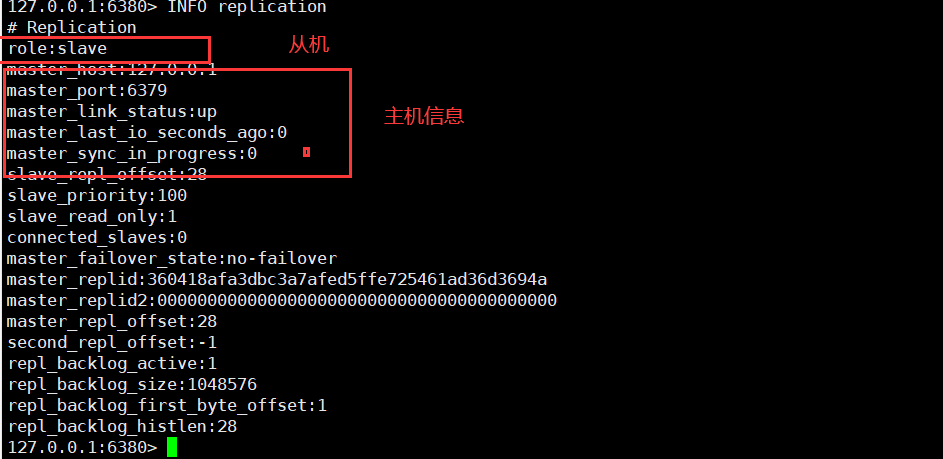 127.0.0.1:6380> INFO replication
# Replication
role:slave
从机
master_host:127.0.0.1
master_port:6379
master_link_status:up
主机信息
master_last_io_seconds_ago:0
master_sync_in_progress:0
slave_repl_offset:28
slave_priority:100
slave_read_only:1
connected_slaves:0
master_failover_state:no-failover
master_replid:360418afa3dbc3a7afed5ffe725461ad36d3694a
master_replid2:0000000000000000000000000000000000000000
master_repl_offset:28
second_repl_offset:-1
repl_backlog_active:1
repl_backlog_size:1048576
repl_backlog_first_byte_offset:1
repl_backlog_histlen:28
127.0.0.1:6380>